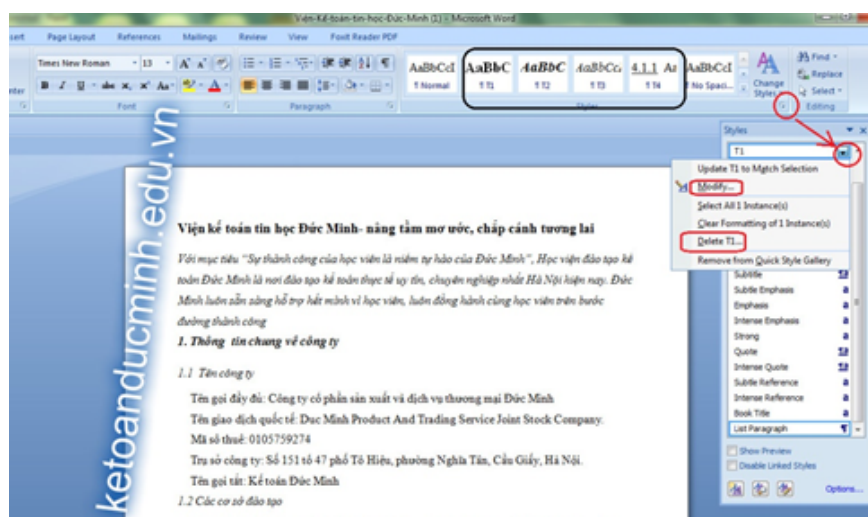 Viện-Kế-toán-tin-học-Đức-Minh (1) - Microsoft Word
Page Layout References Mailings Review View Foxit Reader PDF
Times New Roman 13
AaBbCcI AaBbC AaBbC AaBbCc 4.1.1 Aa AaBbCcI
¶ Normal ¶ T1 ¶ T2 ¶ T3 ¶ T4 ¶ No Spaci...
Change Styles
Find
Replace
Select
Font Paragraph Styles Editing
Styles
T1
Update T1 to Match Selection
Modify...
Select All 1 Instance(s)
Clear Formatting of 1 Instance(s)
Delete T1...
Remove from Quick Style Gallery
Subtitle
Subtle Emphasis
Emphasis
Intense Emphasis
Strong
Quote
Intense Quote
Subtle Reference
Intense Reference
Book Title
List Paragraph
Show Preview
Disable Linked Styles
Options...
ketoanducminh.edu.vn
Viện kế toán tin học Đức Minh- nâng tầm mơ ước, chắp cánh tương lai
Với mục tiêu “Sự thành công của học viên là niềm tự hào của Đức Minh”, Học viện đào tạo kế
toán Đức Minh là nơi đào tạo kế toán thực tế uy tín, chuyên nghiệp nhất Hà Nội hiện nay. Đức
Minh luôn sẵn sàng hỗ trợ hết mình vì học viên, luôn đồng hành cùng học viên trên bước
đường thành công
1. Thông tin chung về công ty
1.1 Tên công ty
Tên gọi đầy đủ: Công ty cổ phần sản xuất và dịch vụ thương mại Đức Minh
Tên giao dịch quốc tế: Duc Minh Product And Trading Service Joint Stock Company.
Mã số thuế: 0105759274
Trụ sở công ty: Số 151 tô 47 phố Tô Hiệu, phường Nghĩa Tân, Cầu Giấy, Hà Nội.
Tên gọi tắt: Kế toán Đức Minh
1.2 Các cơ sở đào tạo